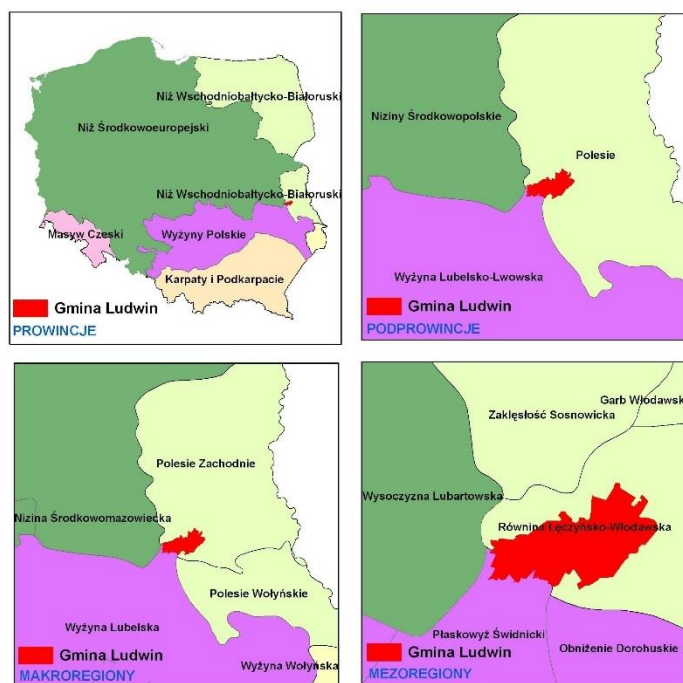 Niż Wschodniobałtycko-Białoruski
Niż Środkowoeuropejski
Niż Wschodniobałtycko-Białoruski
Masyw Czeski
Wyżyny Polskie
Karpaty i Podkarpacie
Gmina Ludwin
PROWINCJE
Niziny Środkowopolskie
Polesie
Wyżyna Lubelsko-Lwowska
Gmina Ludwin
PODPROWINCJE
Polesie Zachodnie
Nizina Środkowomazowiecka
Polesie Wołyńskie
Wyżyna Lubelska
Gmina Ludwin
Wyżyna Wołyńska
MAKROREGIONY
Garb Włodawsk
Zaklęsłość Sosnowicka
Wysoczyzna Lubartowska
Równina Łęczyńsko-Włodawska
Płaskowyż Świdnicki
Obniżenie Dorohuskie
Gmina Ludwin
MEZOREGIONY